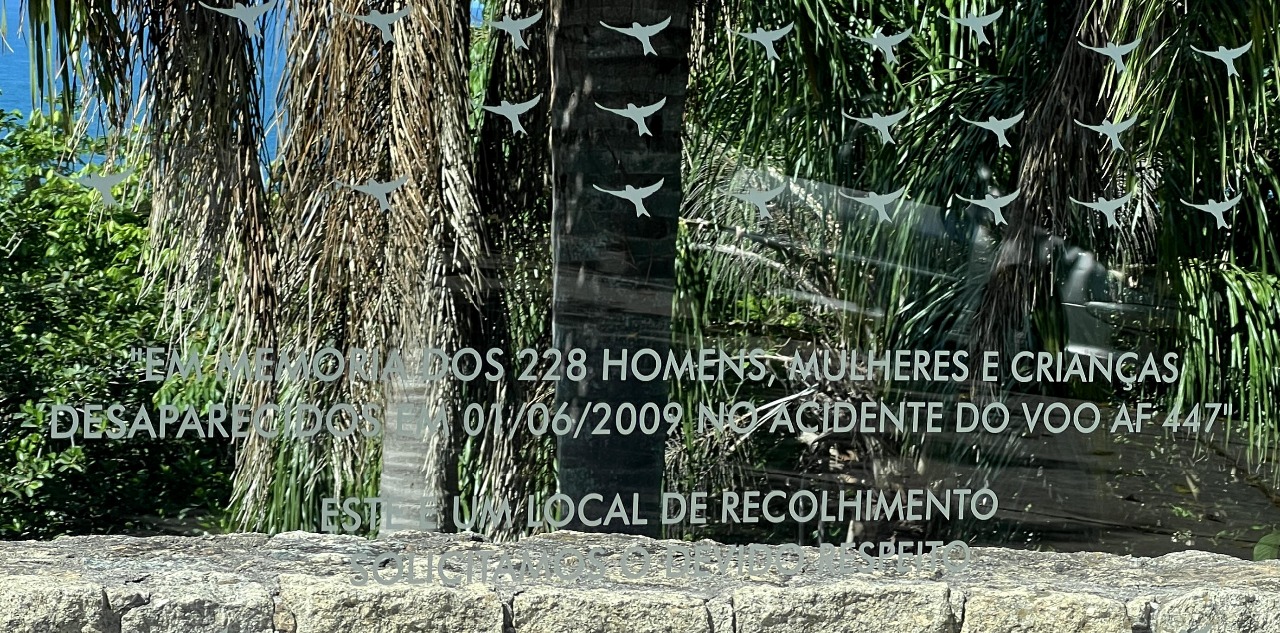 "EM MEMÓRIA DOS 228 HOMENS, MULHERES E CRIANÇAS
DESAPARECIDOS EM 01/06/2009 NO ACIDENTE DO VOO AF 447"
ESTE É UM LOCAL DE RECOLHIMENTO
SOLICITAMOS O DEVIDO RESPEITO